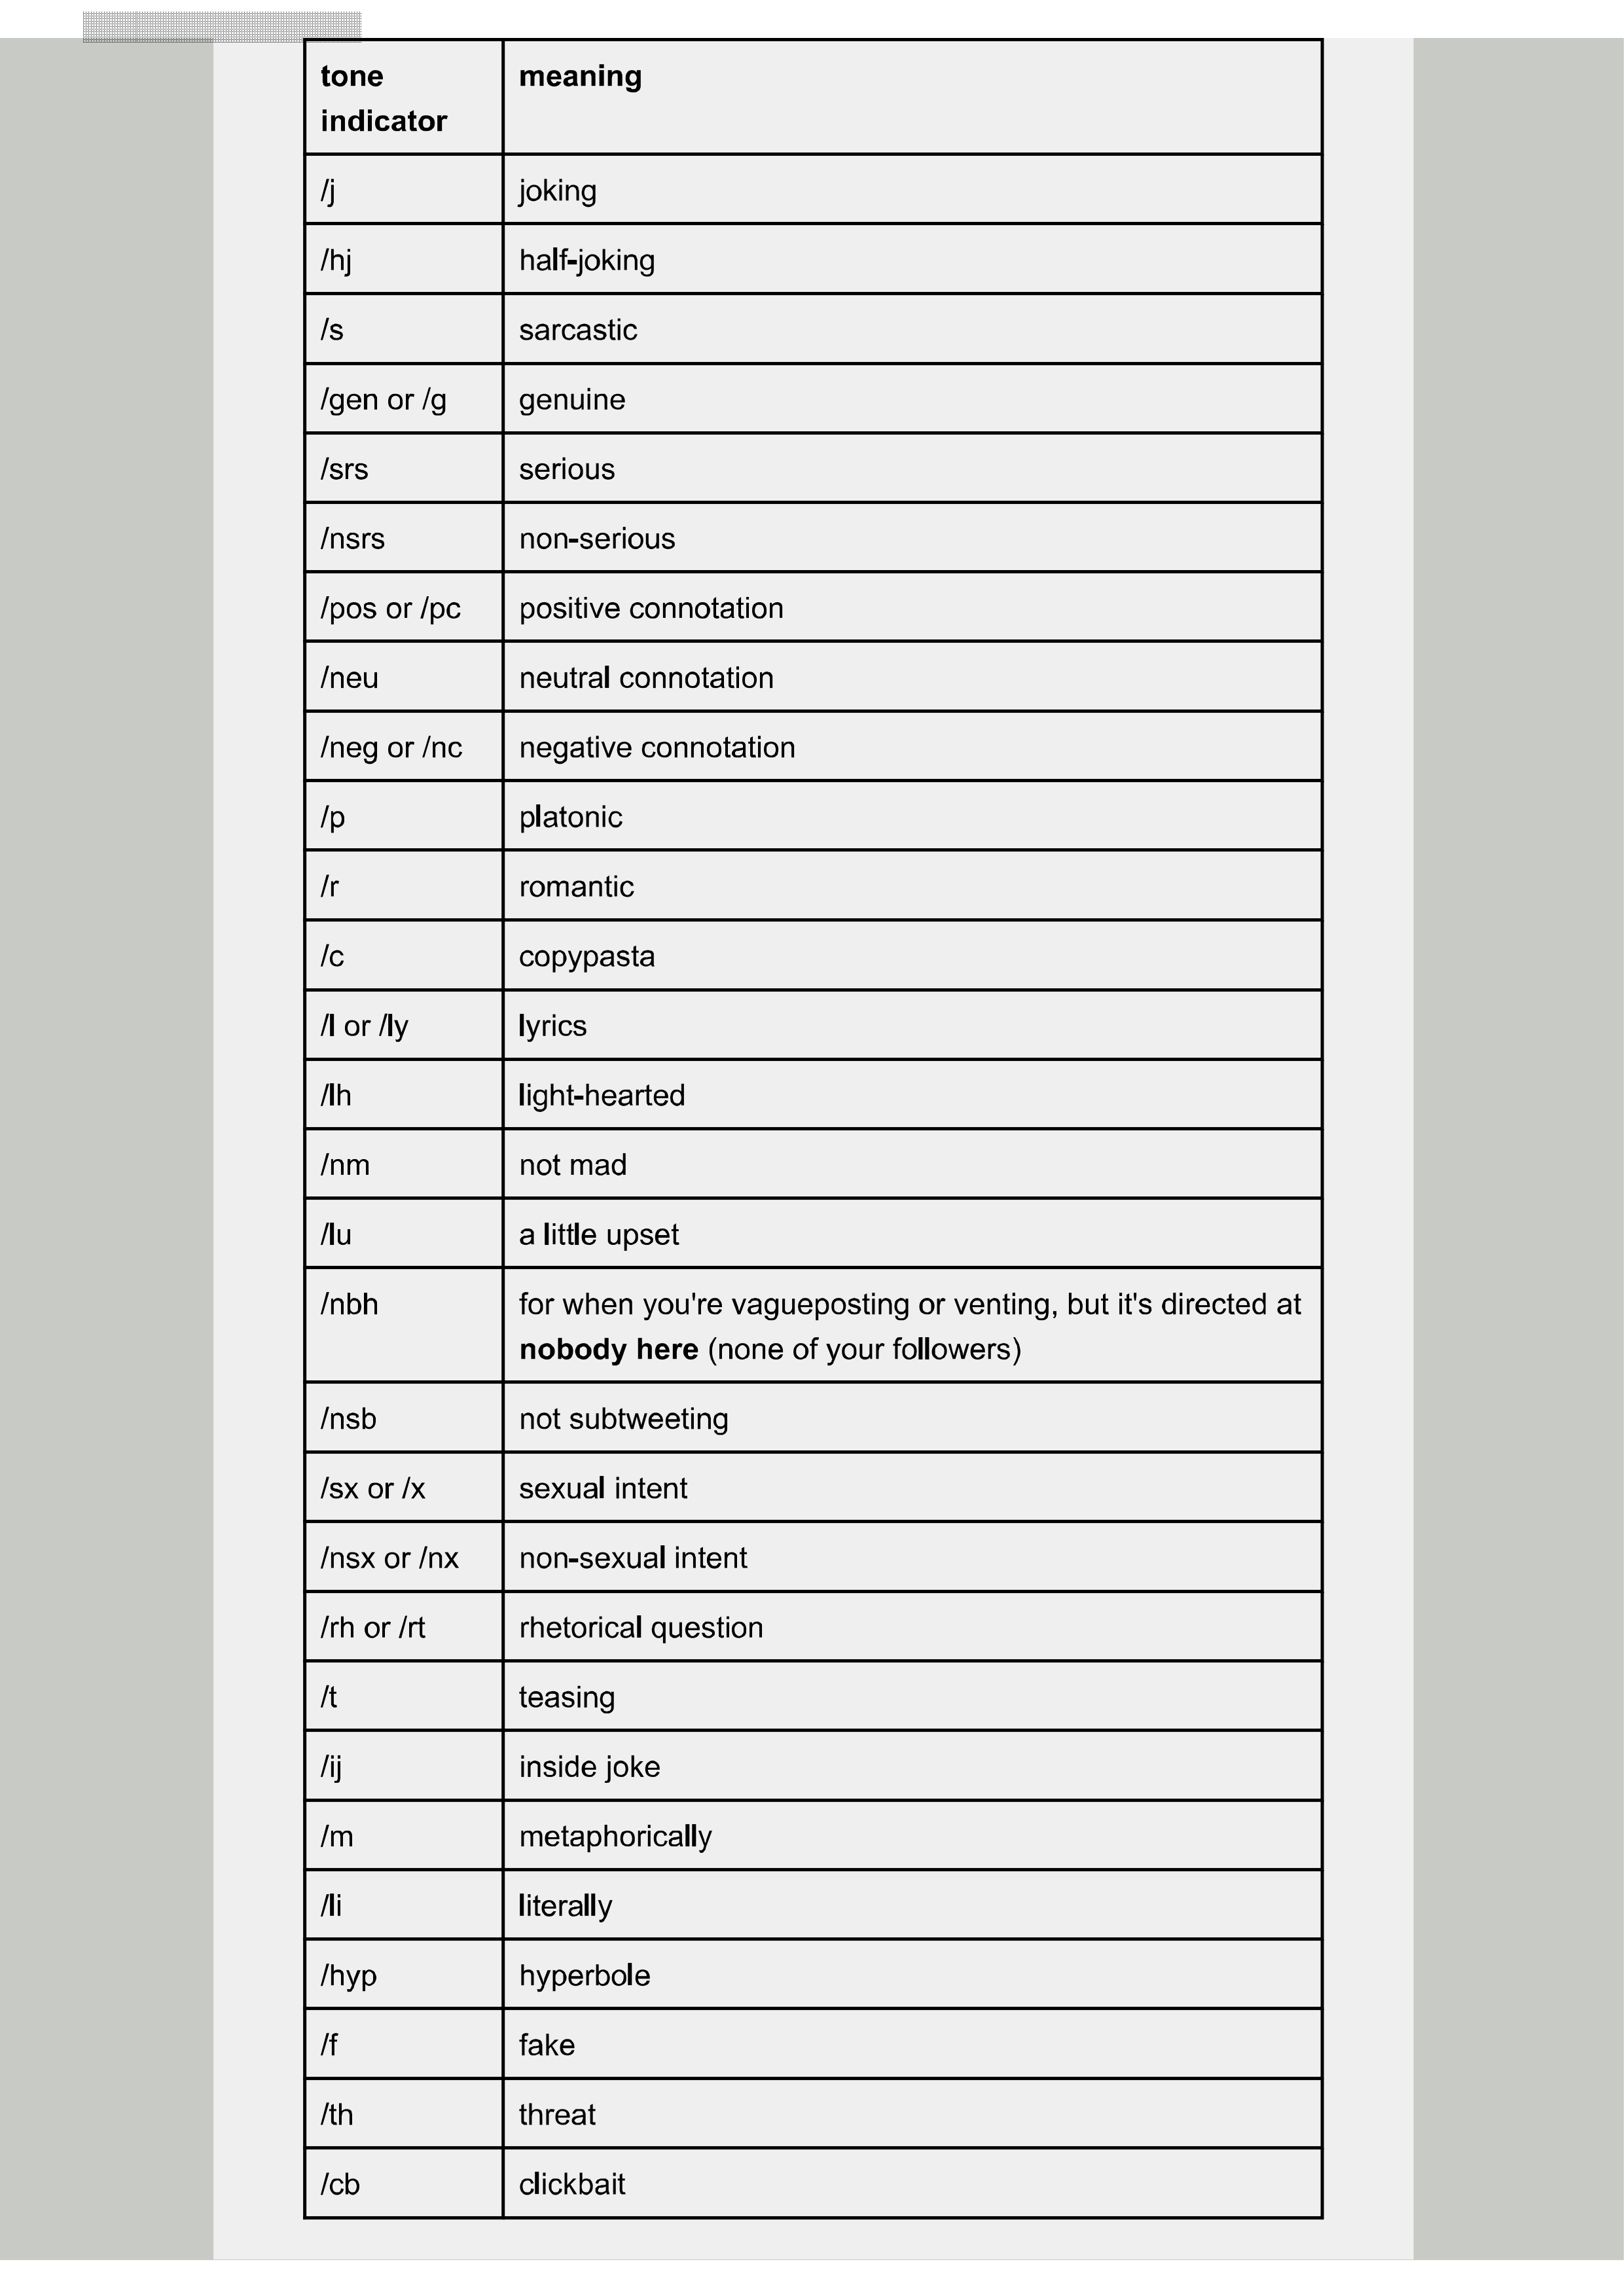 tone meaning
indicator
/j joking
/hj half-joking
/s sarcastic
/gen or /g genuine
/srs serious
/nsrs non-serious
/pos or /pc positive connotation
/neu neutral connotation
/neg or /nc negative connotation
/p platonic
/r romantic
/c copypasta
/l or /ly lyrics
/lh light-hearted
/nm not mad
/lu a little upset
/nbh for when you're vagueposting or venting, but it's directed at
nobody here (none of your followers)
/nsb not subtweeting
/sx or /x sexual intent
/nsx or /nx non-sexual intent
/rh or /rt rhetorical question
/t teasing
/ij inside joke
/m metaphorically
/li literally
/hyp hyperbole
/f fake
/th threat
/cb clickbait